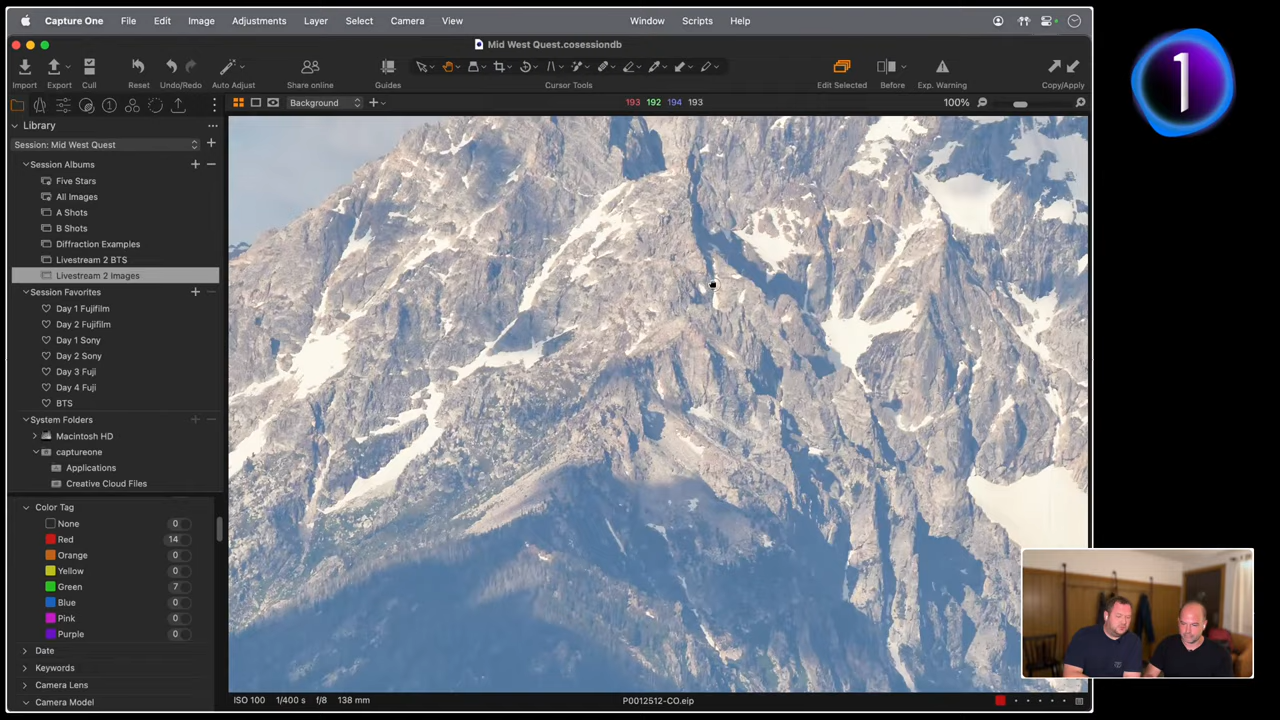 Capture One File Edit Image Adjustments Layer Select Camera View Window Scripts Help
Mid West Quest.cosessiondb
Import Export Cull Reset Undo/Redo Auto Adjust Share online Guides Cursor Tools Edit Selected Before Exp. Warning Copy/Apply
Background
193 192 194 193
100%
Library
Session: Mid West Quest
Session Albums
Five Stars
All Images
A Shots
B Shots
Diffraction Examples
Livestream 2 BTS
Livestream 2 Images
Session Favorites
Day 1 Fujifilm
Day 2 Fujifilm
Day 1 Sony
Day 2 Sony
Day 3 Fuji
Day 4 Fuji
BTS
System Folders
Macintosh HD
captureone
Applications
Creative Cloud Files
Color Tag
None 0
Red 14
Orange 0
Yellow 0
Green 7
Blue 0
Pink 0
Purple 0
Date
Keywords
Camera Lens
Camera Model
ISO 100 1/400 s f/8 138 mm
P0012512-CO.eip
1